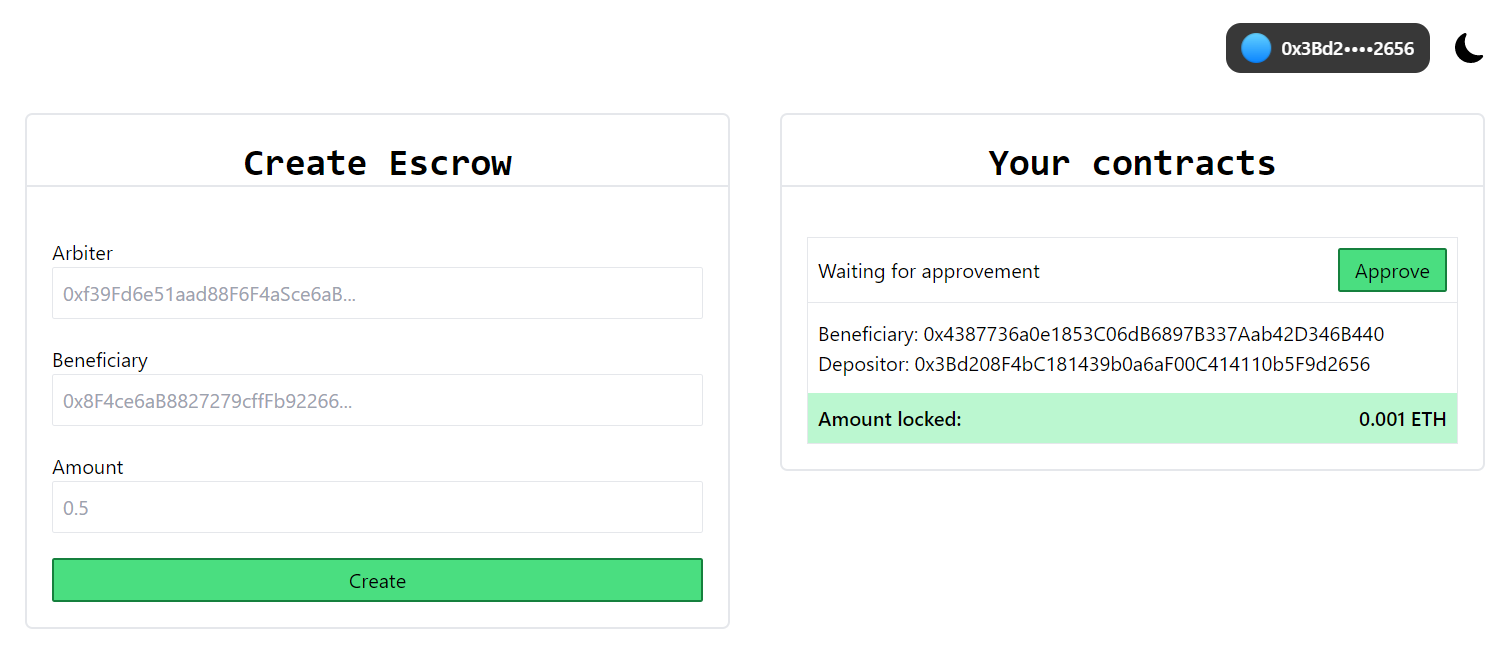 0x3Bd2••••2656
Create Escrow
Arbiter
0xf39Fd6e51aad88F6F4aSce6aB...
Beneficiary
0x8F4ce6aB8827279cffFb92266...
Amount
0.5
Create
Your contracts
Waiting for approvement
Approve
Beneficiary: 0x4387736a0e1853C06dB6897B337Aab42D346B440
Depositor: 0x3Bd208F4bC181439b0a6aF00C414110b5F9d2656
Amount locked: 0.001 ETH